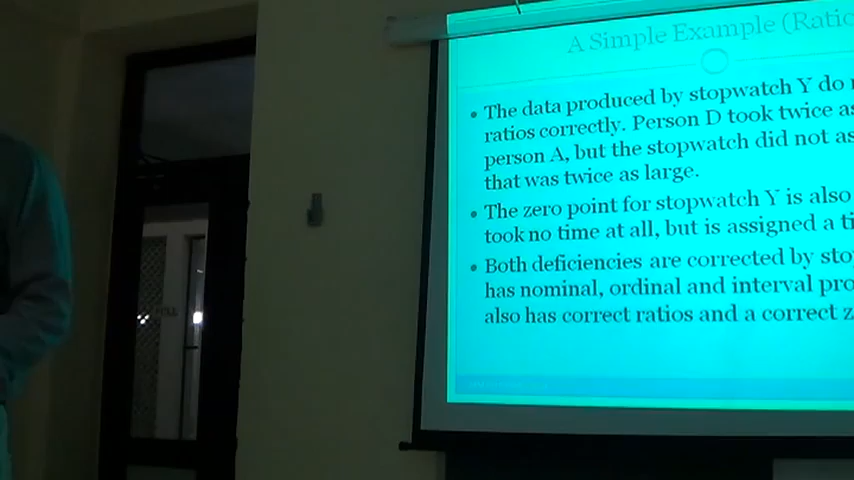 A Simple Example (Ratio
The data produced by stopwatch Y do
ratios correctly. Person D took twice as
person A, but the stopwatch did not as
that was twice as large.
The zero point for stopwatch Y is also
took no time at all, but is assigned a ti
Both deficiencies are corrected by sto
has nominal, ordinal and interval pro
also has correct ratios and a correct z